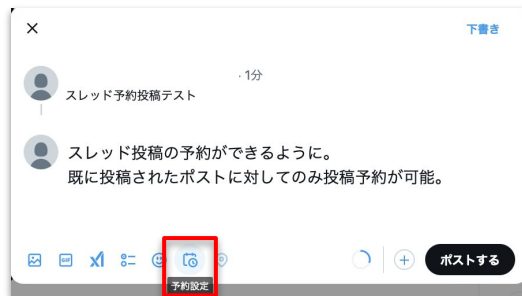 下書き
· 1分
スレッド予約投稿テスト
スレッド投稿の予約ができるように。
既に投稿されたポストに対してのみ投稿予約が可能。
GIF
ポストする
予約設定